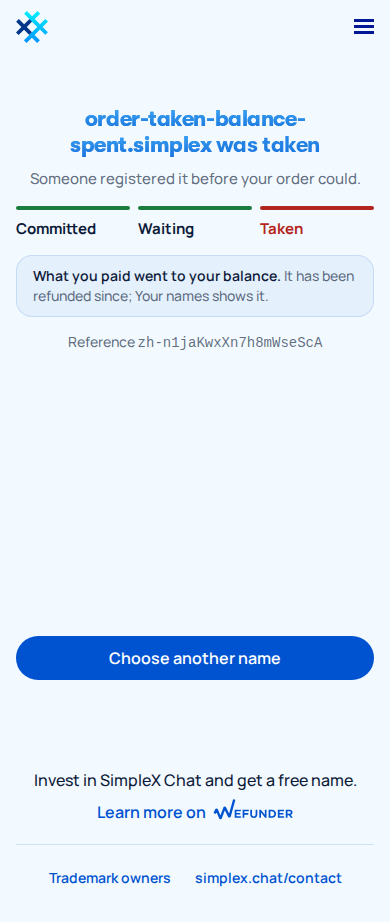 order-taken-balance-
spent.simplex was taken
Someone registered it before your order could.
Committed
Waiting
Taken
What you paid went to your balance. It has been
refunded since; Your names shows it.
Reference zh-n1jaKwxXn7h8mWseScA
Choose another name
Invest in SimpleX Chat and get a free name.
Learn more on WEFUNDER
Trademark owners
simplex.chat/contact